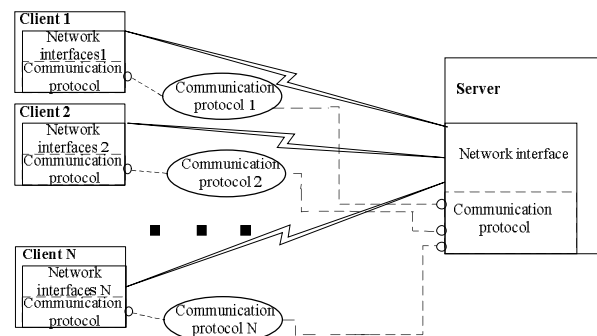 Client 1
Network
interfaces1
Communication
protocol
Communication
protocol 1
Client 2
Network
interfaces 2
Communication
protocol
Communication
protocol 2
Client N
Network
interfaces N
Communication
protocol
Communication
protocol N
Server
Network interface
Communication
protocol